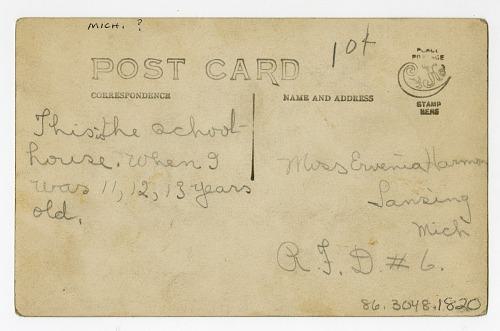 MICH. ?
10¢
POST CARD
CORRESPONDENCE
NAME AND ADDRESS
PLACE
POSTAGE
STAMP
HERE
This is the school-
house. When I
was 11, 12, 13 years
old.
Miss Ervenia Harmon
Lansing
Mich
R. F. D. # 6.
86.3048.1820